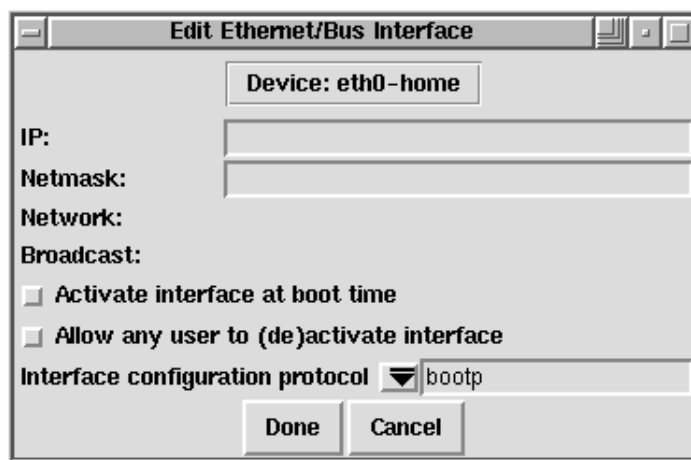 Edit Ethernet/Bus Interface
Device: eth0-home
IP:
Netmask:
Network:
Broadcast:
Activate interface at boot time
Allow any user to (de)activate interface
Interface configuration protocol bootp
Done Cancel